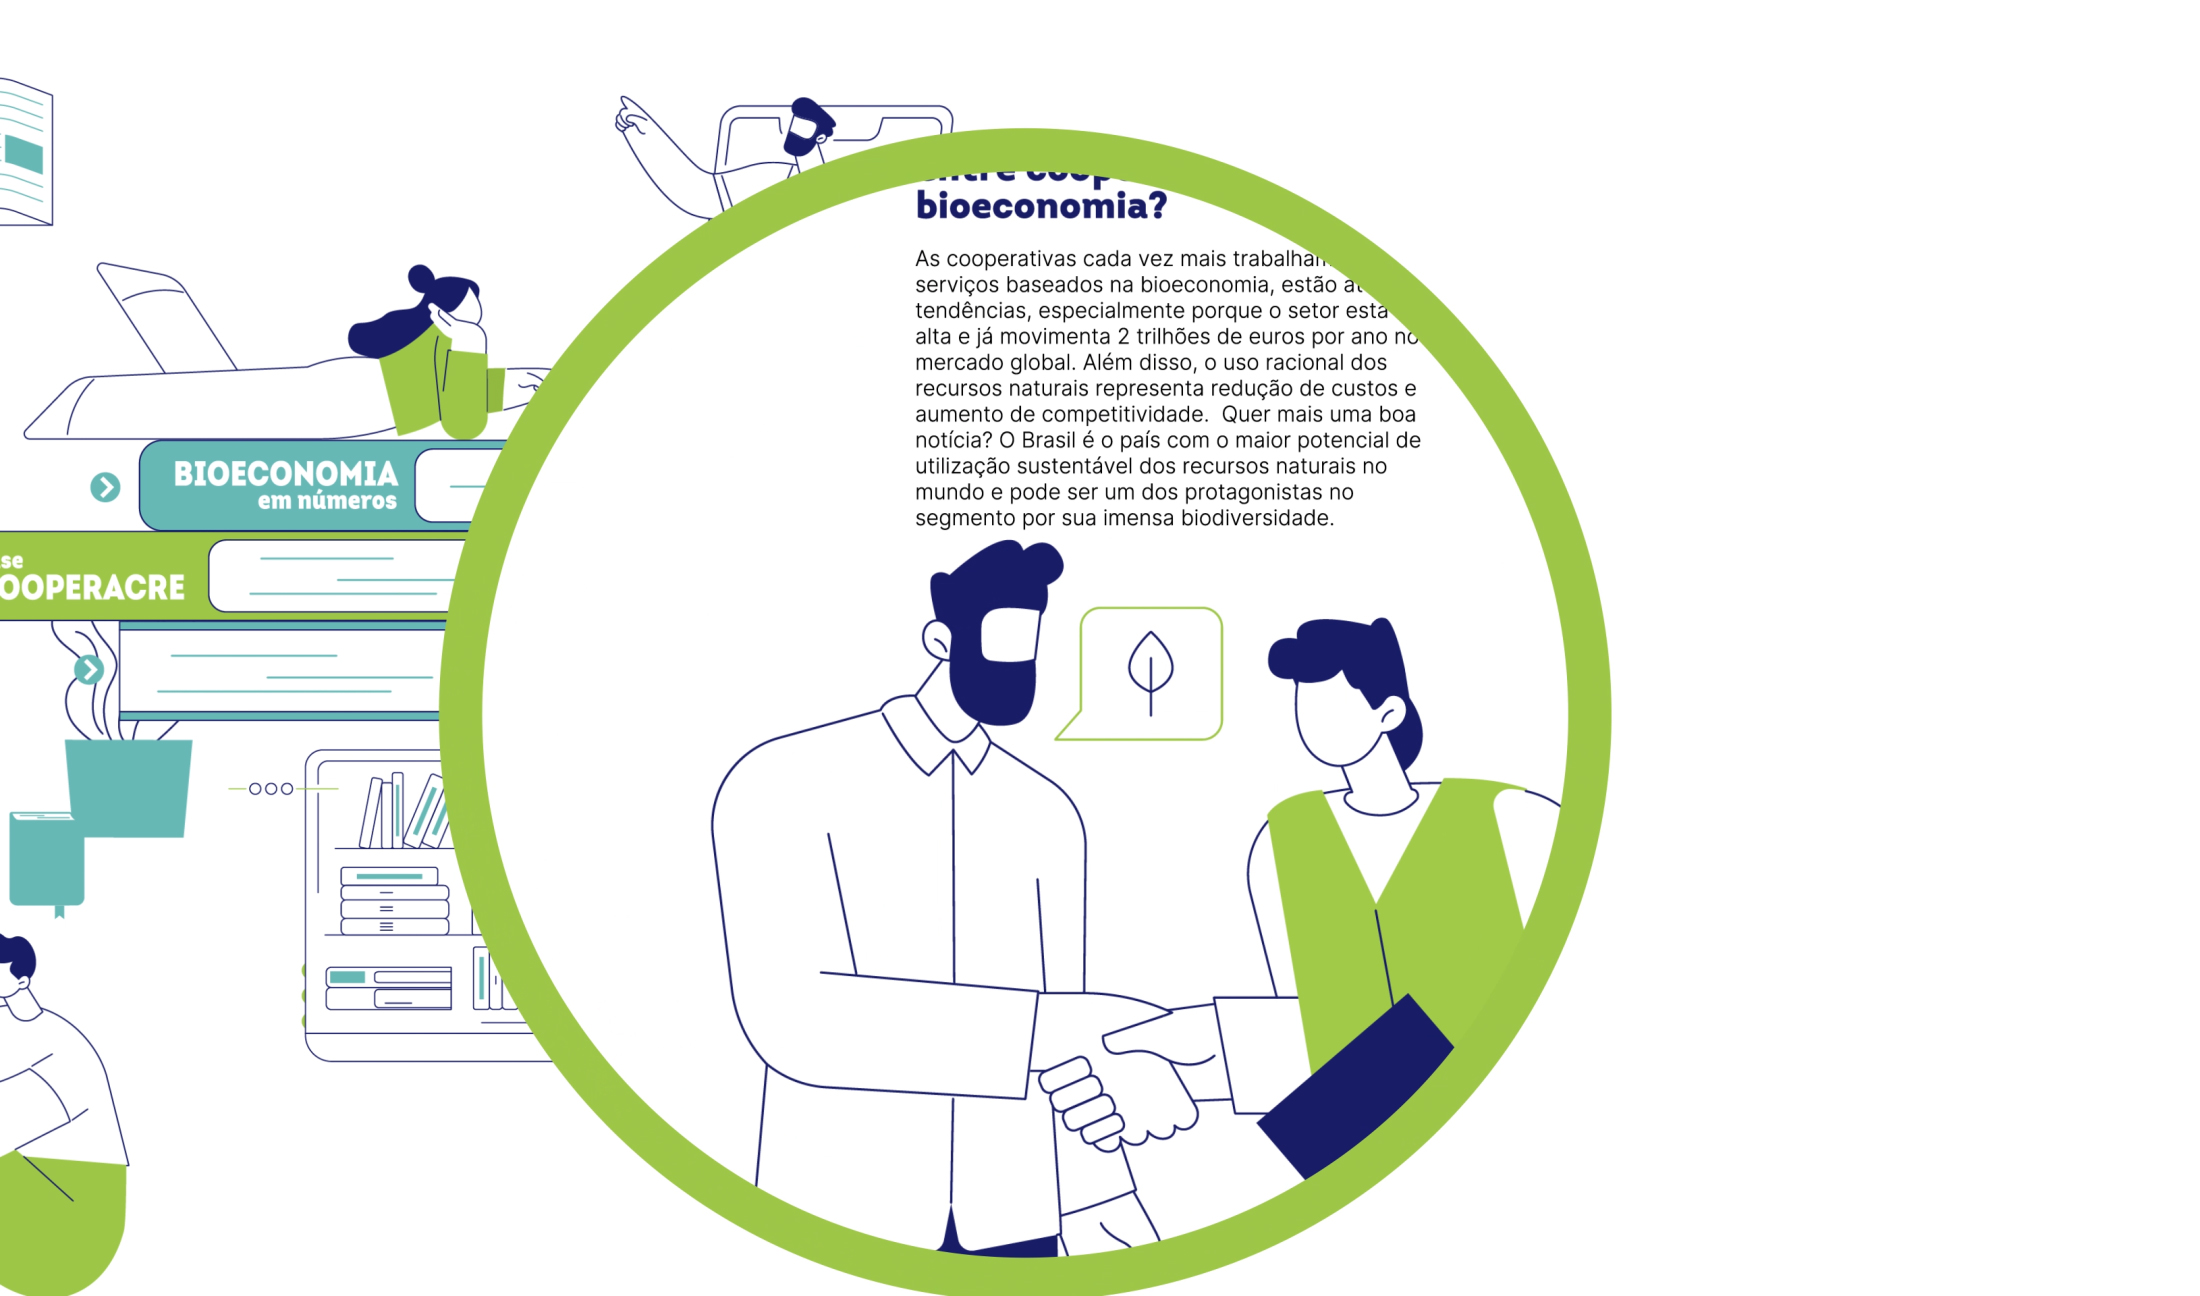 entre
bioeconomia?
As cooperativas cada vez mais
serviços baseados na bioeconomia, estão
tendências, especialmente porque o setor está
alta e já movimenta 2 trilhões de euros por ano no
mercado global. Além disso, o uso racional dos
recursos naturais representa redução de custos e
aumento de competitividade. Quer mais uma boa
notícia? O Brasil é o país com o maior potencial de
utilização sustentável dos recursos naturais no
mundo e pode ser um dos protagonistas no
segmento por sua imensa biodiversidade.
BIOECONOMIA
em números
se
OOPERACRE